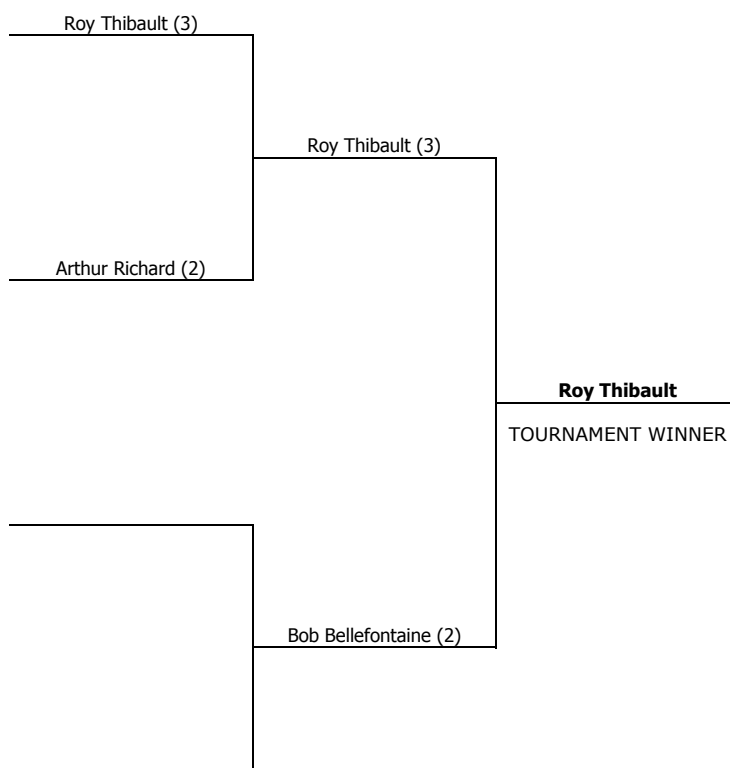 Roy Thibault (3)
Roy Thibault (3)
Arthur Richard (2)
Roy Thibault
TOURNAMENT WINNER
Bob Bellefontaine (2)